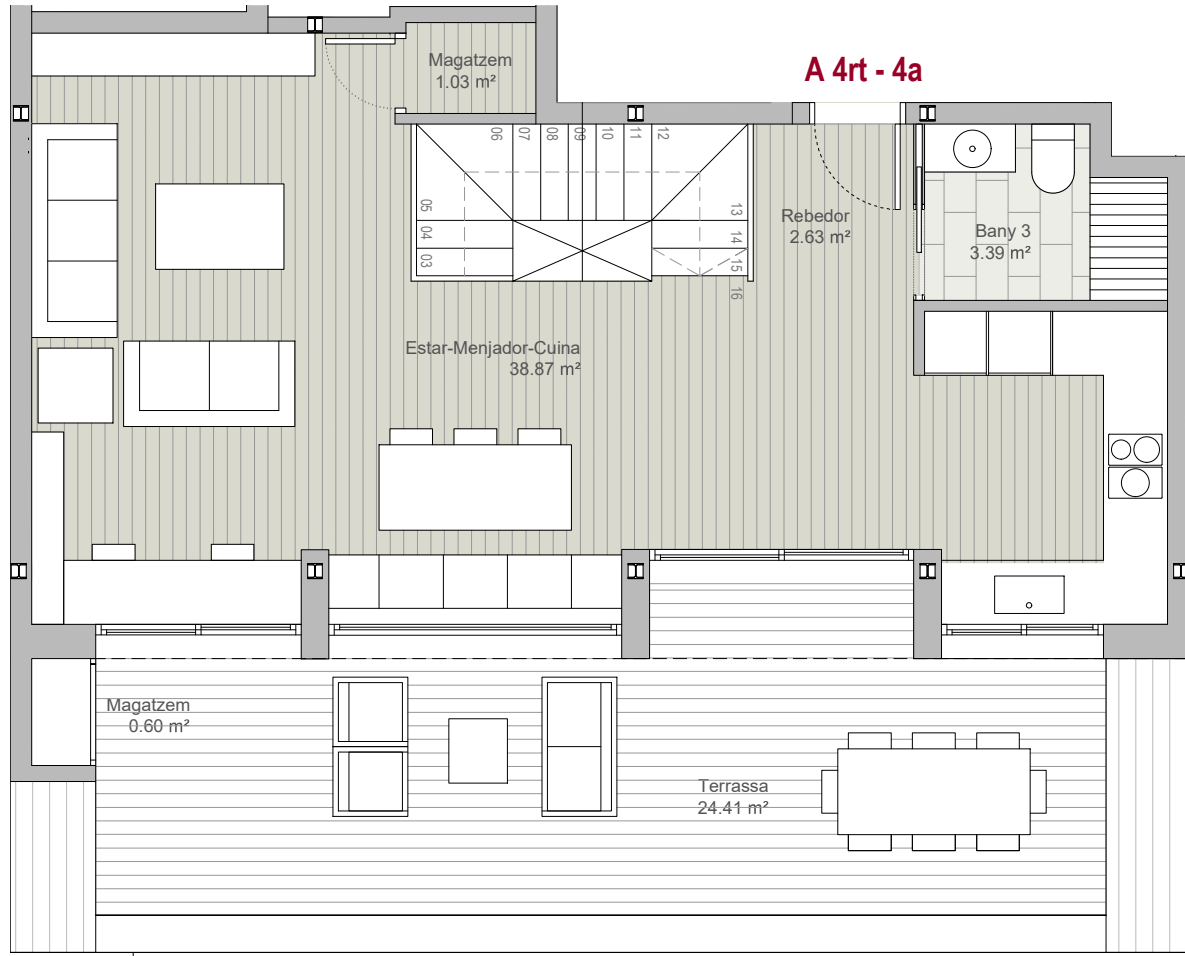 Magatzem
1.03 m²
A 4rt - 4a
06
07
08
09
10
11
12
05
04
03
13
14
15
16
Rebedor
2.63 m²
Bany 3
3.39 m²
Estar-Menjador-Cuina
38.87 m²
Magatzem
0.60 m²
Terrassa
24.41 m²